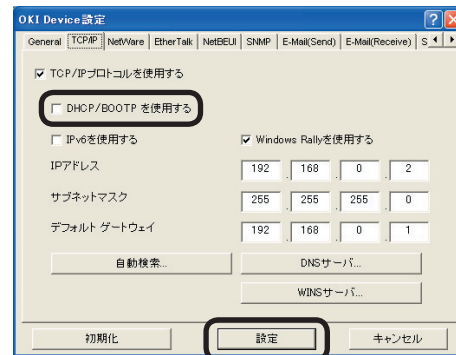 OKI Device設定
General TCP/IP NetWare EtherTalk NetBEUI SNMP E-Mail(Send) E-Mail(Receive) S
TCP/IPプロトコルを使用する
DHCP/BOOTP を使用する
IPv6を使用する Windows Rallyを使用する
IPアドレス 192 . 168 . 0 . 2
サブネットマスク 255 . 255 . 255 . 0
デフォルト ゲートウェイ 192 . 168 . 0 . 1
自動検索... DNSサーバ...
WINSサーバ...
初期化 設定 キャンセル